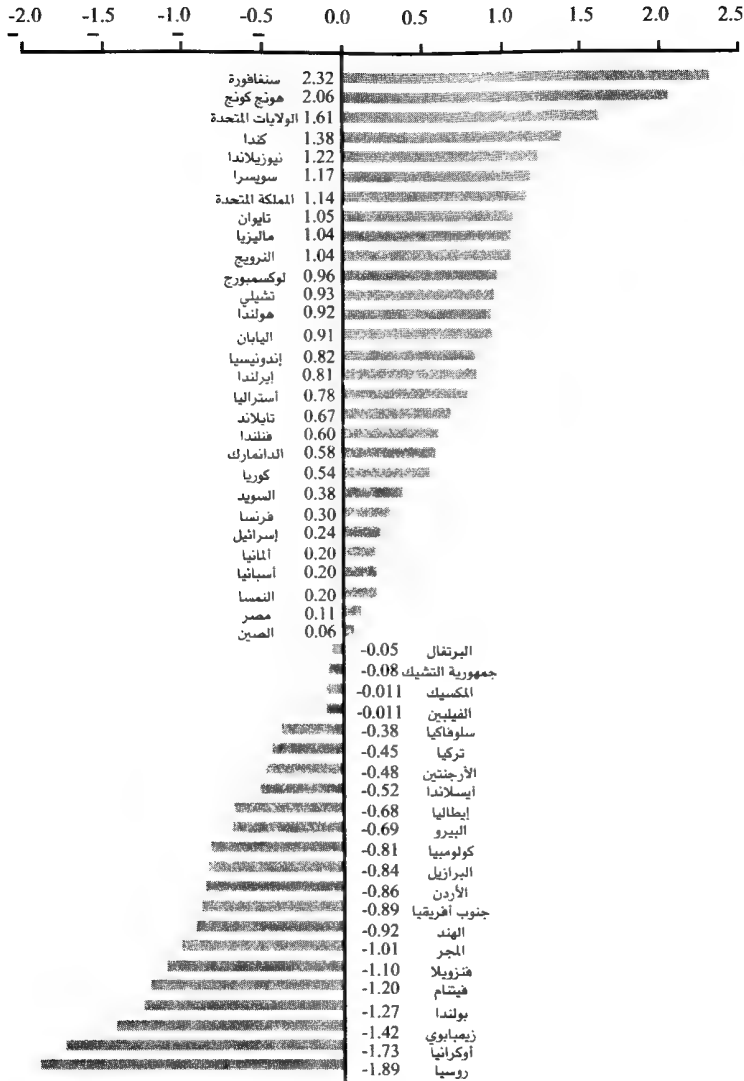 -2.0 -1.5 -1.0 -.5 0.0 0.5 1.0 1.5 2.0 2.5
سنغافورة 2.32
هونج كونج 2.06
الولايات المتحدة 1.61
كندا 1.38
نيوزيلاندا 1.22
سويسرا 1.17
المملكة المتحدة 1.14
تايوان 1.05
ماليزيا 1.04
النرويج 1.04
لوكسمبورج 0.96
تشيلي 0.93
هولندا 0.92
اليابان 0.91
إندونيسيا 0.82
إيرلندا 0.81
أستراليا 0.78
تايلاند 0.67
فنلندا 0.60
الدانمارك 0.58
كوريا 0.54
السويد 0.38
فرنسا 0.30
إسرائيل 0.24
ألمانيا 0.20
أسبانيا 0.20
النمسا 0.20
مصر 0.11
الصين 0.06
-0.05 البرتغال
-0.08 جمهورية التشيك
-0.011 المكسيك
-0.011 الفيلبين
-0.38 سلوفاكيا
-0.45 تركيا
-0.48 الأرجنتين
-0.52 أيسلاندا
-0.68 إيطاليا
-0.69 البيرو
-0.81 كولومبيا
-0.84 البرازيل
-0.86 الأردن
-0.89 جنوب أفريقيا
-0.92 الهند
-1.01 المجر
-1.10 فنزويلا
-1.20 فيتنام
-1.27 بولندا
-1.42 زيمبابوي
-1.73 أوكرانيا
-1.89 روسيا